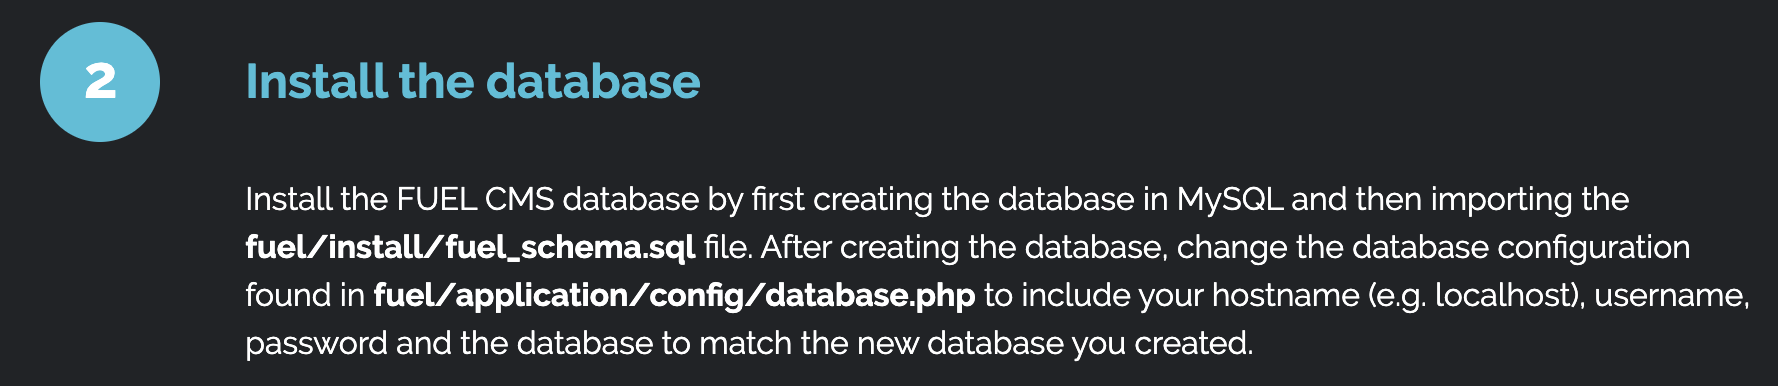 2
Install the database
Install the FUEL CMS database by first creating the database in MySQL and then importing the
fuel/install/fuel_schema.sql file. After creating the database, change the database configuration
found in fuel/application/config/database.php to include your hostname (e.g. localhost), username,
password and the database to match the new database you created.